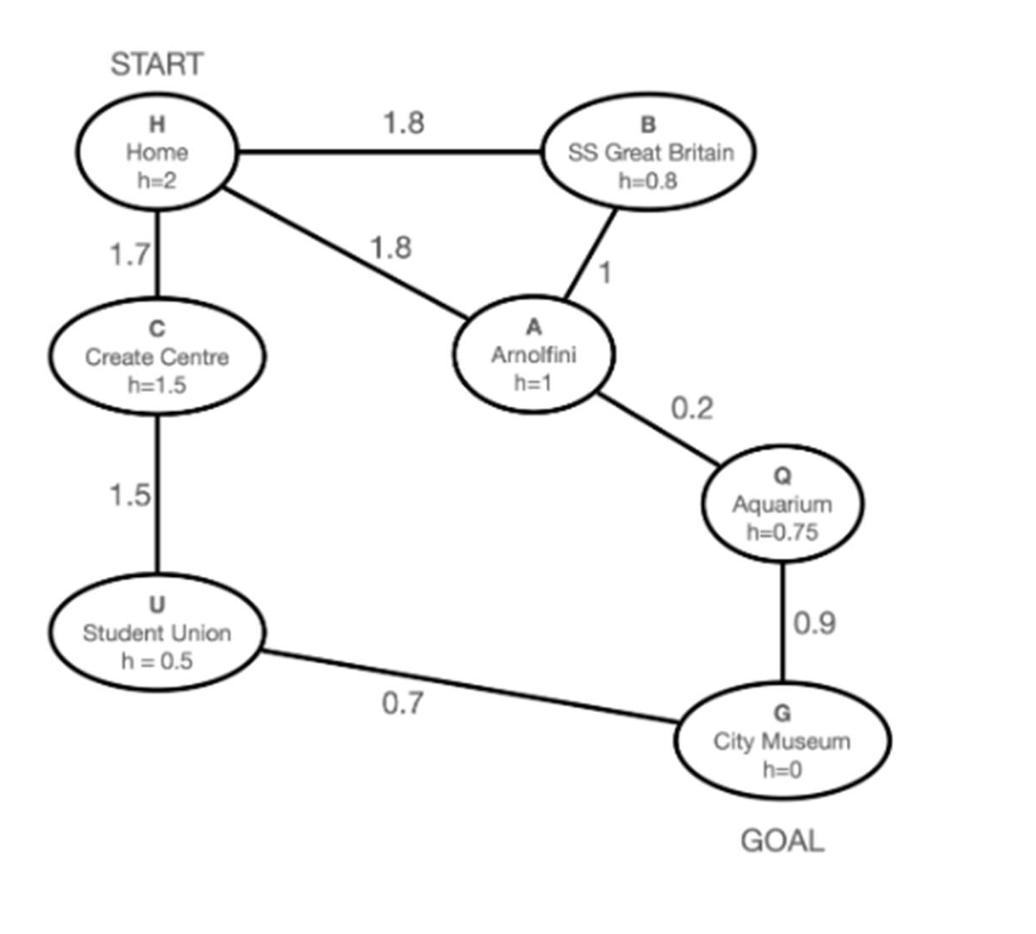 START
H
Home
h=2
1.8
B
SS Great Britain
h=0.8
1.7
1.8
1
C
Create Centre
h=1.5
A
Arnolfini
h=1
0.2
1.5
Q
Aquarium
h=0.75
U
Student Union
h = 0.5
0.9
0.7
G
City Museum
h=0
GOAL